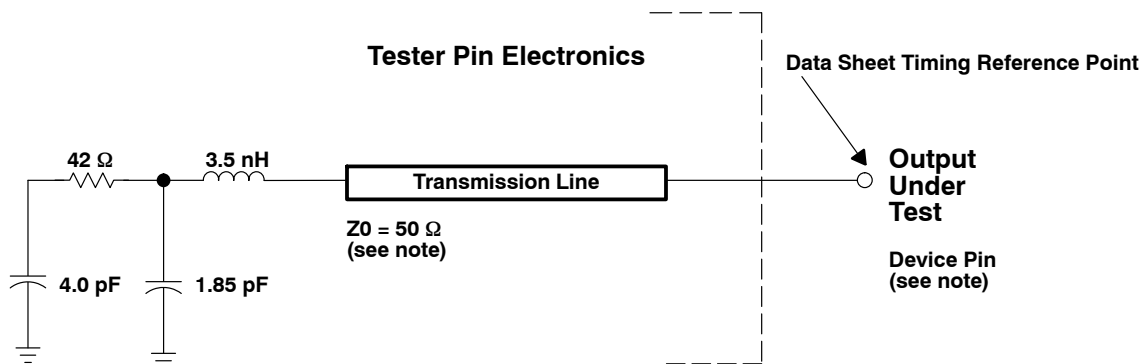 Tester Pin Electronics
Data Sheet Timing Reference Point
42 Ω
3.5 nH
Transmission Line
Output
Under
Test
Z0 = 50 Ω
(see note)
Device Pin
(see note)
4.0 pF
1.85 pF